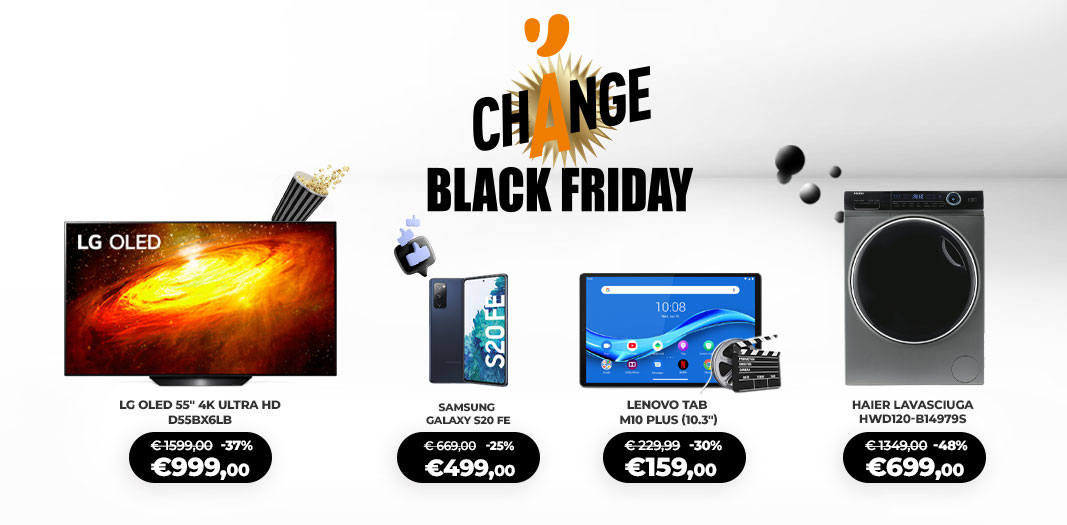 CHANGE
BLACK FRIDAY
LG OLED
S20 FE
10:08
LG OLED 55" 4K ULTRA HD
D55BX6LB
€ 1599,00 -37%
€999,00
SAMSUNG
GALAXY S20 FE
€ 669,00 -25%
€499,00
LENOVO TAB
M10 PLUS (10.3")
€ 229,99 -30%
€159,00
HAIER LAVASCIUGA
HWD120-B14979S
€ 1349,00 -48%
€699,00